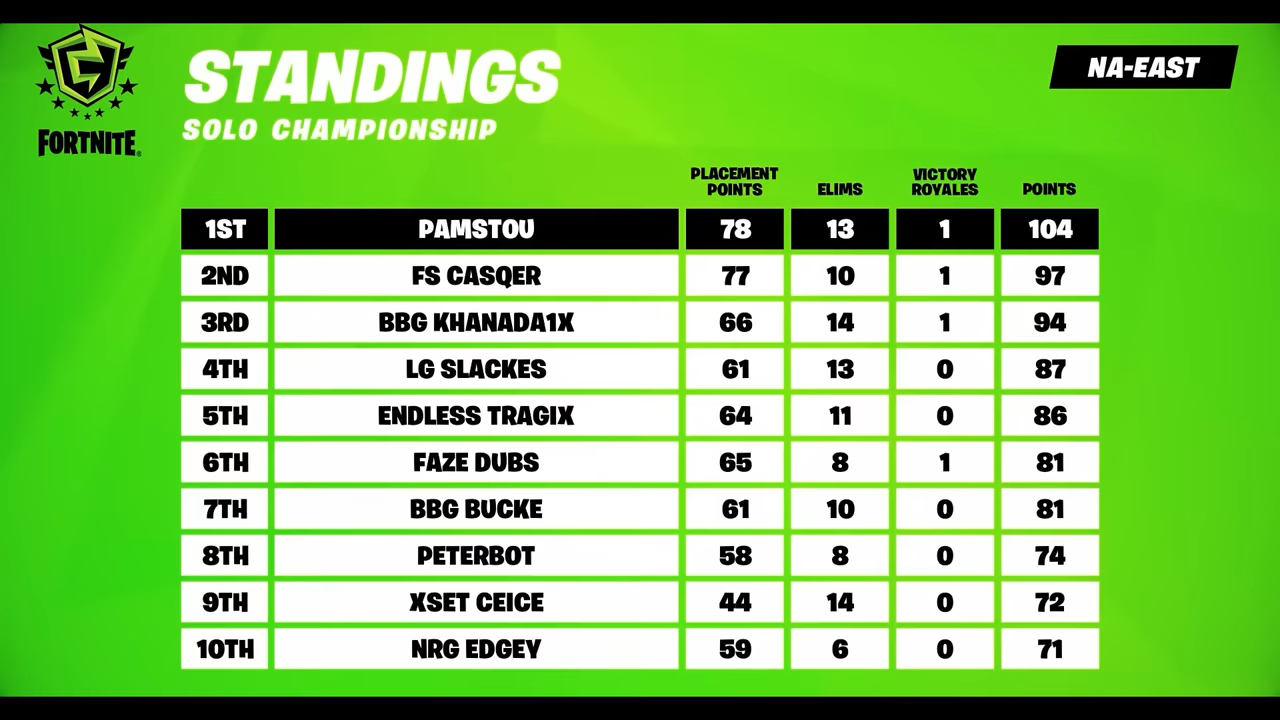 STANDINGS
SOLO CHAMPIONSHIP
FORTNITE
NA-EAST
PLACEMENT POINTS ELIMS VICTORY ROYALES POINTS
1ST PAMSTOU 78 13 1 104
2ND FS CASQER 77 10 1 97
3RD BBG KHANADA1X 66 14 1 94
4TH LG SLACKES 61 13 0 87
5TH ENDLESS TRAGIX 64 11 0 86
6TH FAZE DUBS 65 8 1 81
7TH BBG BUCKE 61 10 0 81
8TH PETERBOT 58 8 0 74
9TH XSET CEICE 44 14 0 72
10TH NRG EDGEY 59 6 0 71